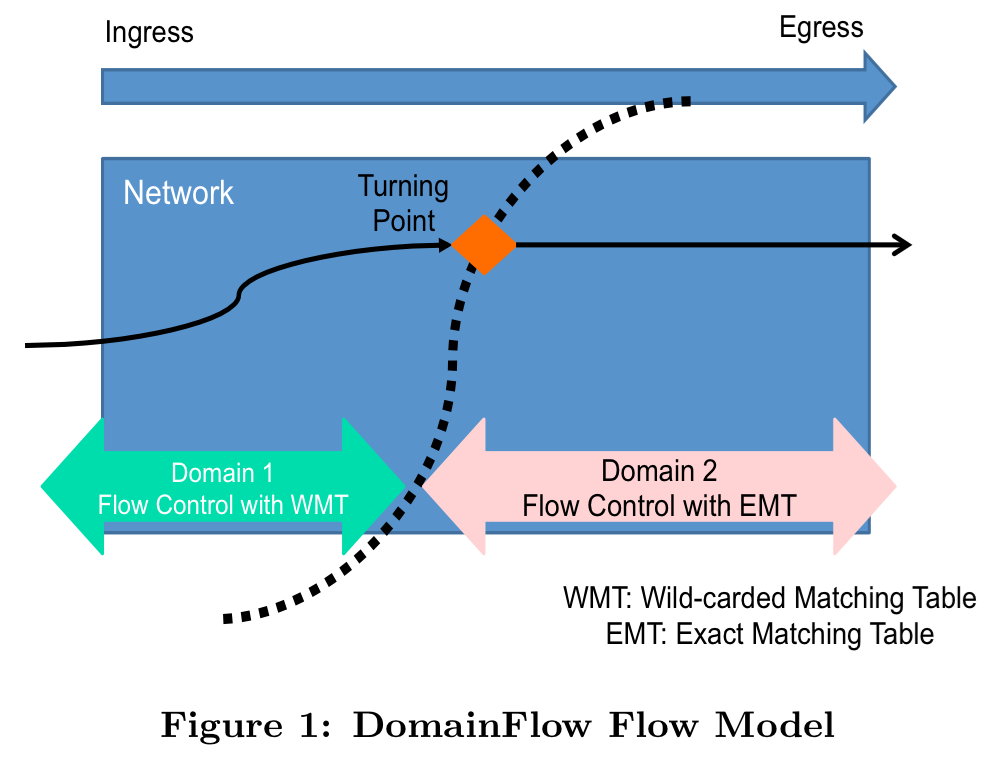 Ingress
Egress
Network
Turning
Point
Domain 1
Flow Control with WMT
Domain 2
Flow Control with EMT
WMT: Wild-carded Matching Table
EMT: Exact Matching Table
Figure 1: DomainFlow Flow Model